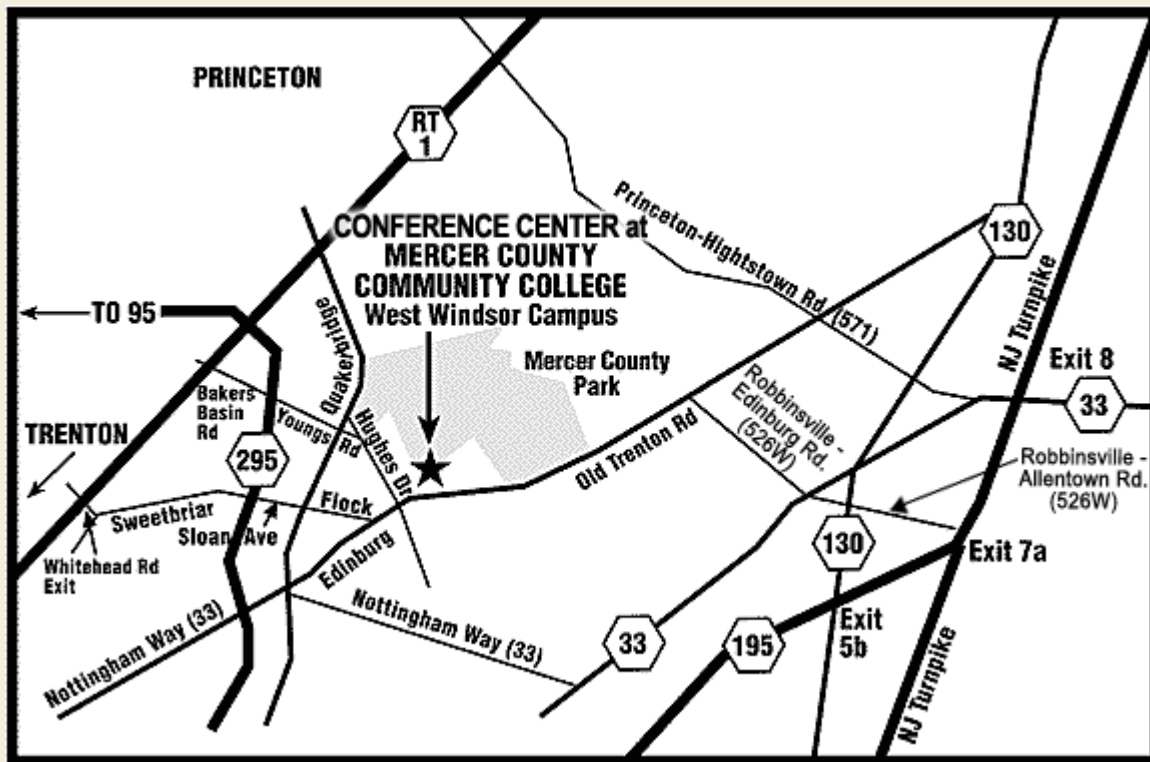 PRINCETON
RT
1
Princeton-Hightstown Rd. (571)
130
CONFERENCE CENTER at
MERCER COUNTY
COMMUNITY COLLEGE
West Windsor Campus
TO 95
Quakerbridge
NJ Turnpike
Mercer County
Park
Exit 8
33
Bakers
Basin
Rd
Youngs Rd
Hughes Dr
Robbinsville -
Edinburg Rd.
(526W)
TRENTON
295
Old Trenton Rd
Robbinsville -
Allentown Rd.
(526W)
Sweetbriar
Flock
Sloan Ave
Edinburg
130
Exit 7a
Whitehead Rd
Exit
Nottingham Way (33)
Nottingham Way (33)
33
195
Exit
5b
NJ Turnpike